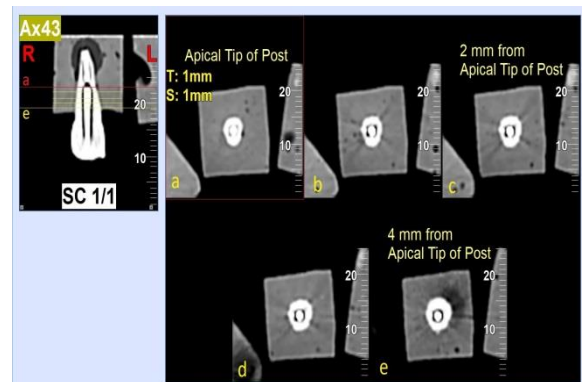 Ax43
R L
a
e
20
10
SC 1/1
Apical Tip of Post
T: 1mm
S: 1mm
20
10
a
20
10
b
2 mm from
Apical Tip of Post
20
10
c
20
10
d
4 mm from
Apical Tip of Post
20
10
e